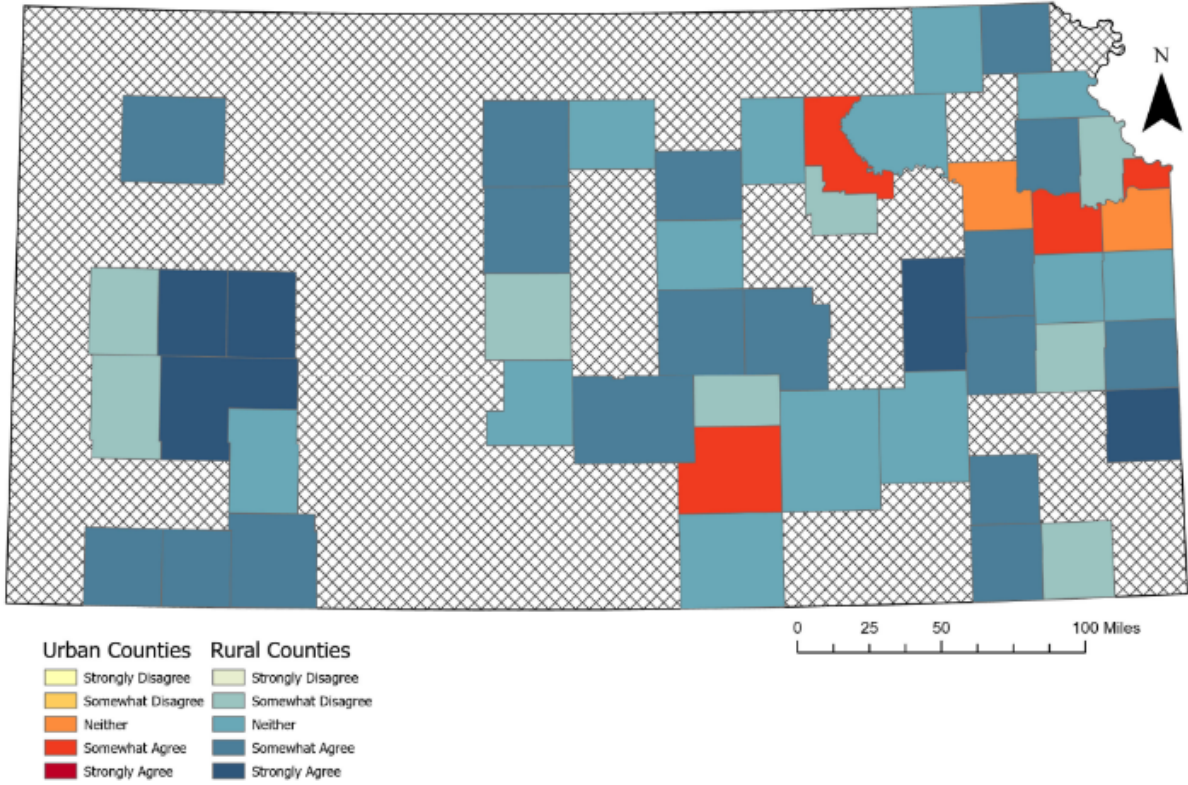 N
0 25 50 100 Miles
Urban Counties Rural Counties
Strongly Disagree Strongly Disagree
Somewhat Disagree Somewhat Disagree
Neither Neither
Somewhat Agree Somewhat Agree
Strongly Agree Strongly Agree